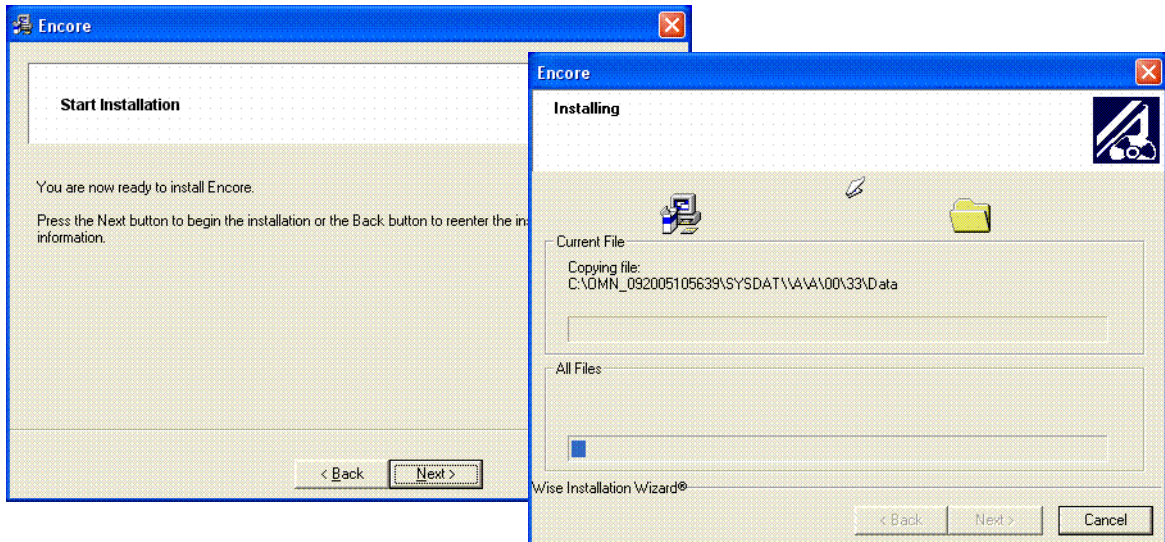 Encore
Start Installation
You are now ready to install Encore.
Press the Next button to begin the installation or the Back button to reenter the
information.
< Back
Next >
Encore
Installing
Current File
Copying file:
C:\OMN_092005105639\SYSDAT\\A\A\00\33\Data
All Files
Wise Installation Wizard®
< Back
Next >
Cancel